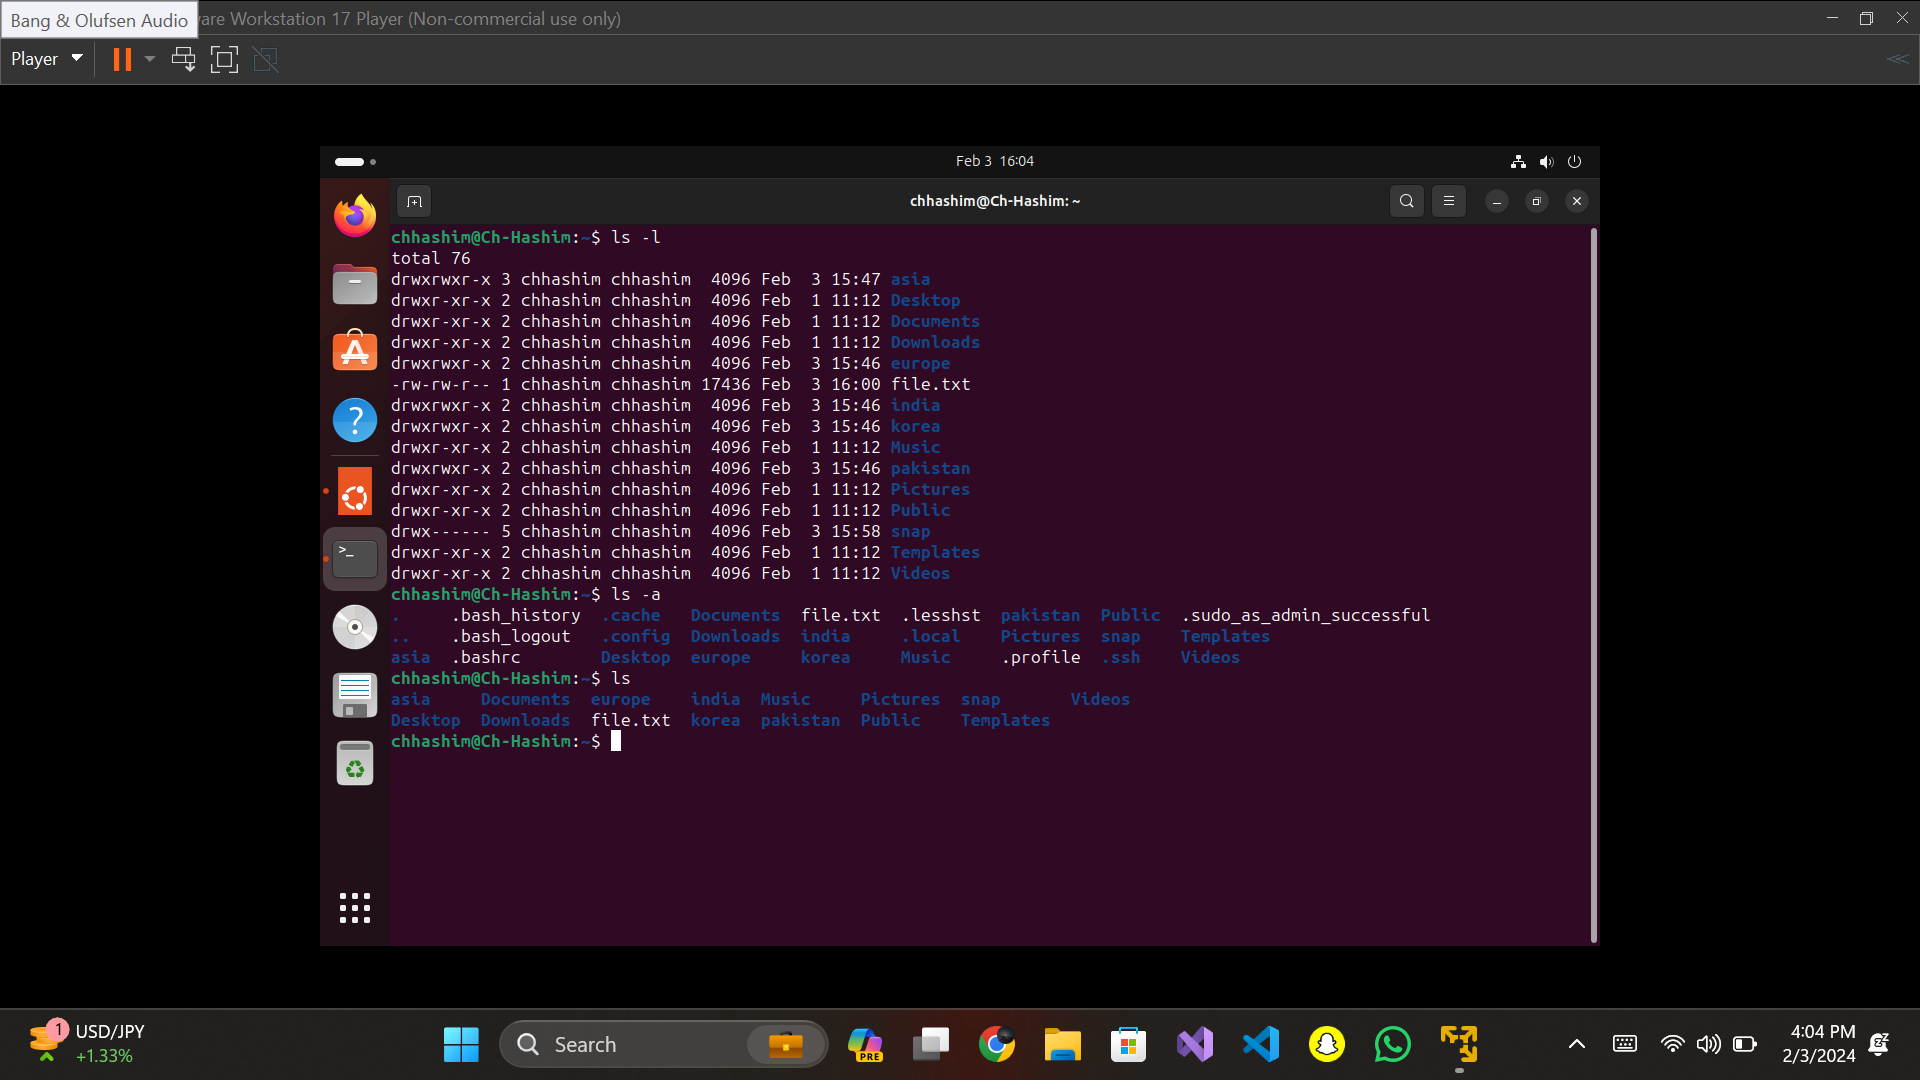 Bang & Olufsen Audio
ware Workstation 17 Player (Non-commercial use only)
Player
Feb 3 16:04
chhashim@Ch-Hashim: ~
chhashim@Ch-Hashim:~$ ls -l
total 76
drwxrwxr-x 3 chhashim chhashim  4096 Feb  3 15:47 asia
drwxr-xr-x 2 chhashim chhashim  4096 Feb  1 11:12 Desktop
drwxr-xr-x 2 chhashim chhashim  4096 Feb  1 11:12 Documents
drwxr-xr-x 2 chhashim chhashim  4096 Feb  1 11:12 Downloads
drwxrwxr-x 2 chhashim chhashim  4096 Feb  3 15:46 europe
-rw-rw-r-- 1 chhashim chhashim 17436 Feb  3 16:00 file.txt
drwxrwxr-x 2 chhashim chhashim  4096 Feb  3 15:46 india
drwxrwxr-x 2 chhashim chhashim  4096 Feb  3 15:46 korea
drwxr-xr-x 2 chhashim chhashim  4096 Feb  1 11:12 Music
drwxrwxr-x 2 chhashim chhashim  4096 Feb  3 15:46 pakistan
drwxr-xr-x 2 chhashim chhashim  4096 Feb  1 11:12 Pictures
drwxr-xr-x 2 chhashim chhashim  4096 Feb  1 11:12 Public
drwx------ 5 chhashim chhashim  4096 Feb  3 15:58 snap
drwxr-xr-x 2 chhashim chhashim  4096 Feb  1 11:12 Templates
drwxr-xr-x 2 chhashim chhashim  4096 Feb  1 11:12 Videos
chhashim@Ch-Hashim:~$ ls -a
.     .bash_history  .cache   Documents  file.txt  .lesshst  pakistan  Public  .sudo_as_admin_successful
..    .bash_logout   .config  Downloads  india     .local    Pictures  snap    Templates
asia  .bashrc        Desktop  europe     korea     Music     .profile  .ssh    Videos
chhashim@Ch-Hashim:~$ ls
asia     Documents  europe    india  Music     Pictures  snap       Videos
Desktop  Downloads  file.txt  korea  pakistan  Public    Templates
chhashim@Ch-Hashim:~$
1
USD/JPY
+1.33%
Search
PRE
4:04 PM
2/3/2024